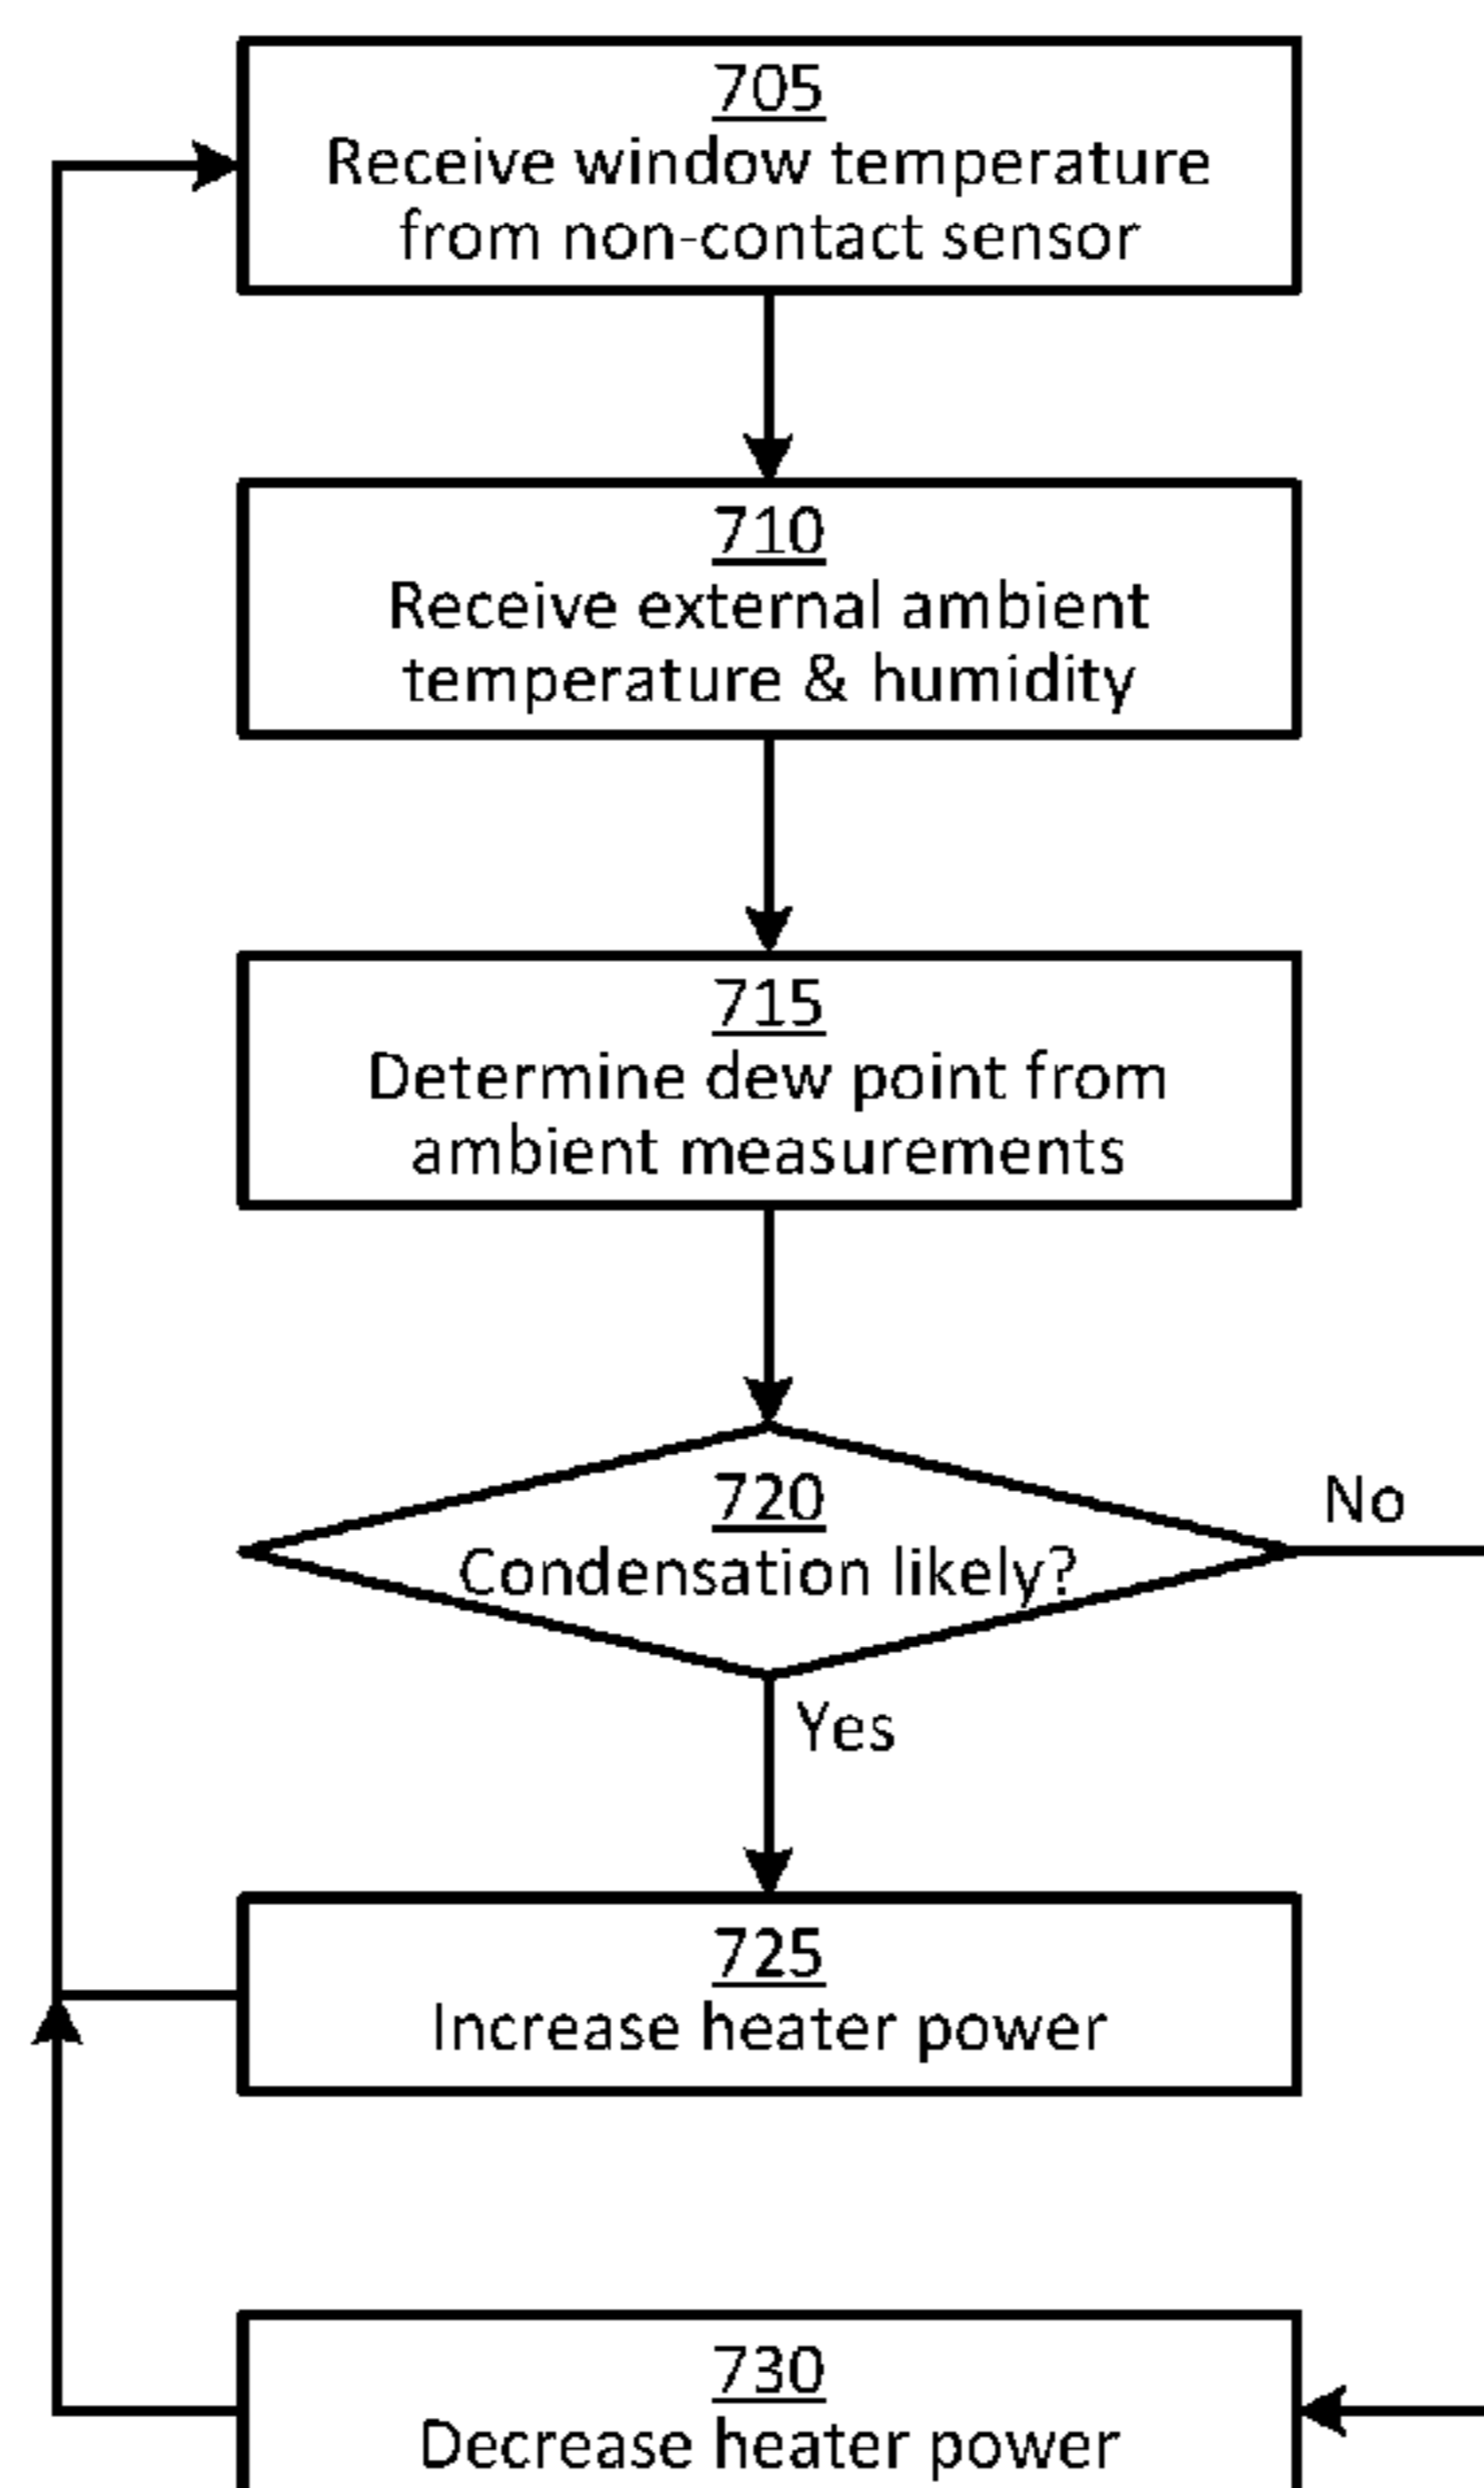 705
Receive window temperature
from non-contact sensor
710
Receive external ambient
temperature & humidity
715
Determine dew point from
ambient measurements
720
Condensation likely?
No
Yes
725
Increase heater power
730
Decrease heater power